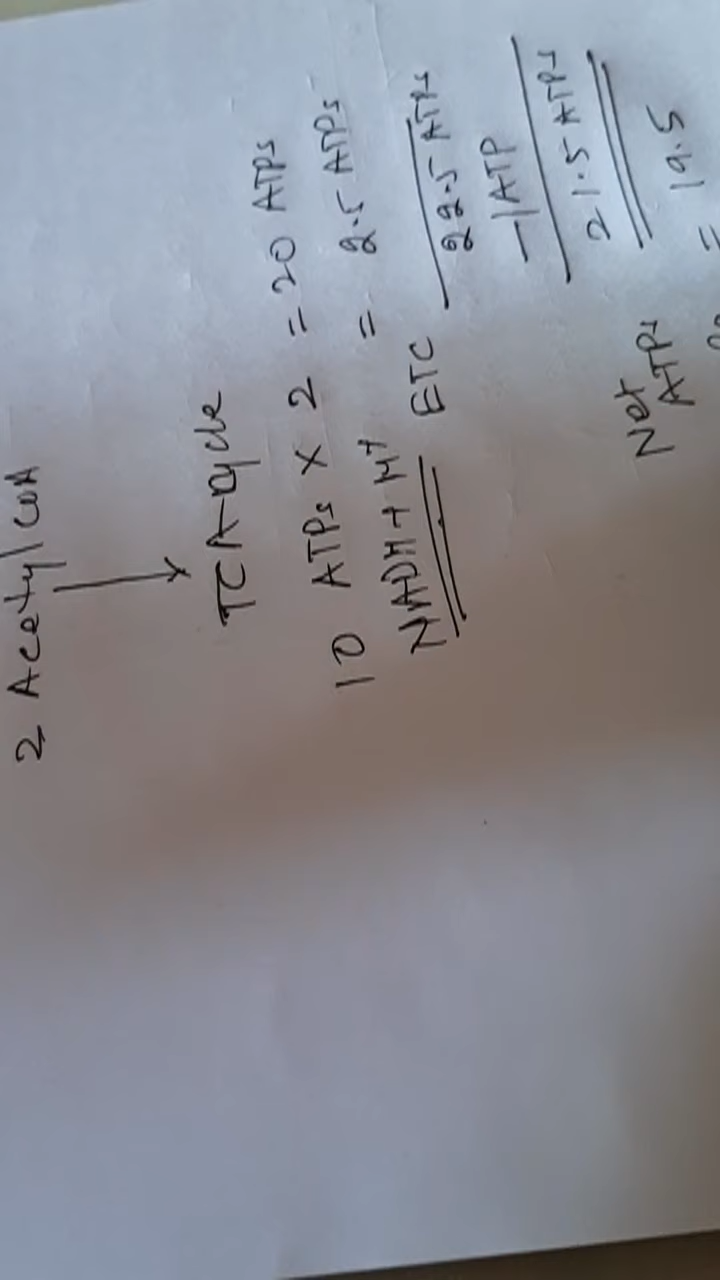 2 Acetyl CoA
TCA cycle
10 ATPs × 2 = 20 ATPs
NADH + H+ = 2.5 ATPs
ETC
22.5 ATPs
-1 ATP
21.5 ATPs
Net
ATPs = 19.5